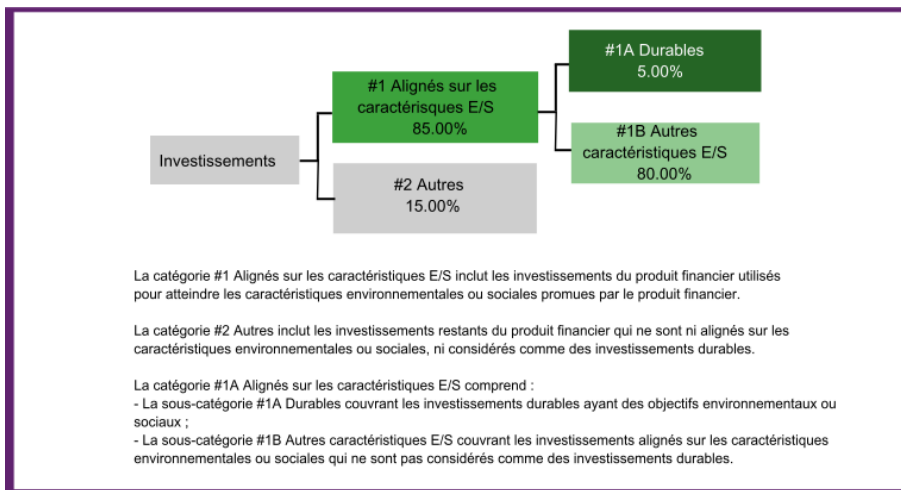 #1A Durables
5.00%
#1 Alignés sur les
caractérisques E/S
85.00%
#1B Autres
caractéristiques E/S
80.00%
Investissements
#2 Autres
15.00%
La catégorie #1 Alignés sur les caractéristiques E/S inclut les investissements du produit financier utilisés
pour atteindre les caractéristiques environnementales ou sociales promues par le produit financier.
La catégorie #2 Autres inclut les investissements restants du produit financier qui ne sont ni alignés sur les
caractéristiques environnementales ou sociales, ni considérés comme des investissements durables.
La catégorie #1A Alignés sur les caractéristiques E/S comprend :
- La sous-catégorie #1A Durables couvrant les investissements durables ayant des objectifs environnementaux ou
sociaux ;
- La sous-catégorie #1B Autres caractéristiques E/S couvrant les investissements alignés sur les caractéristiques
environnementales ou sociales qui ne sont pas considérés comme des investissements durables.